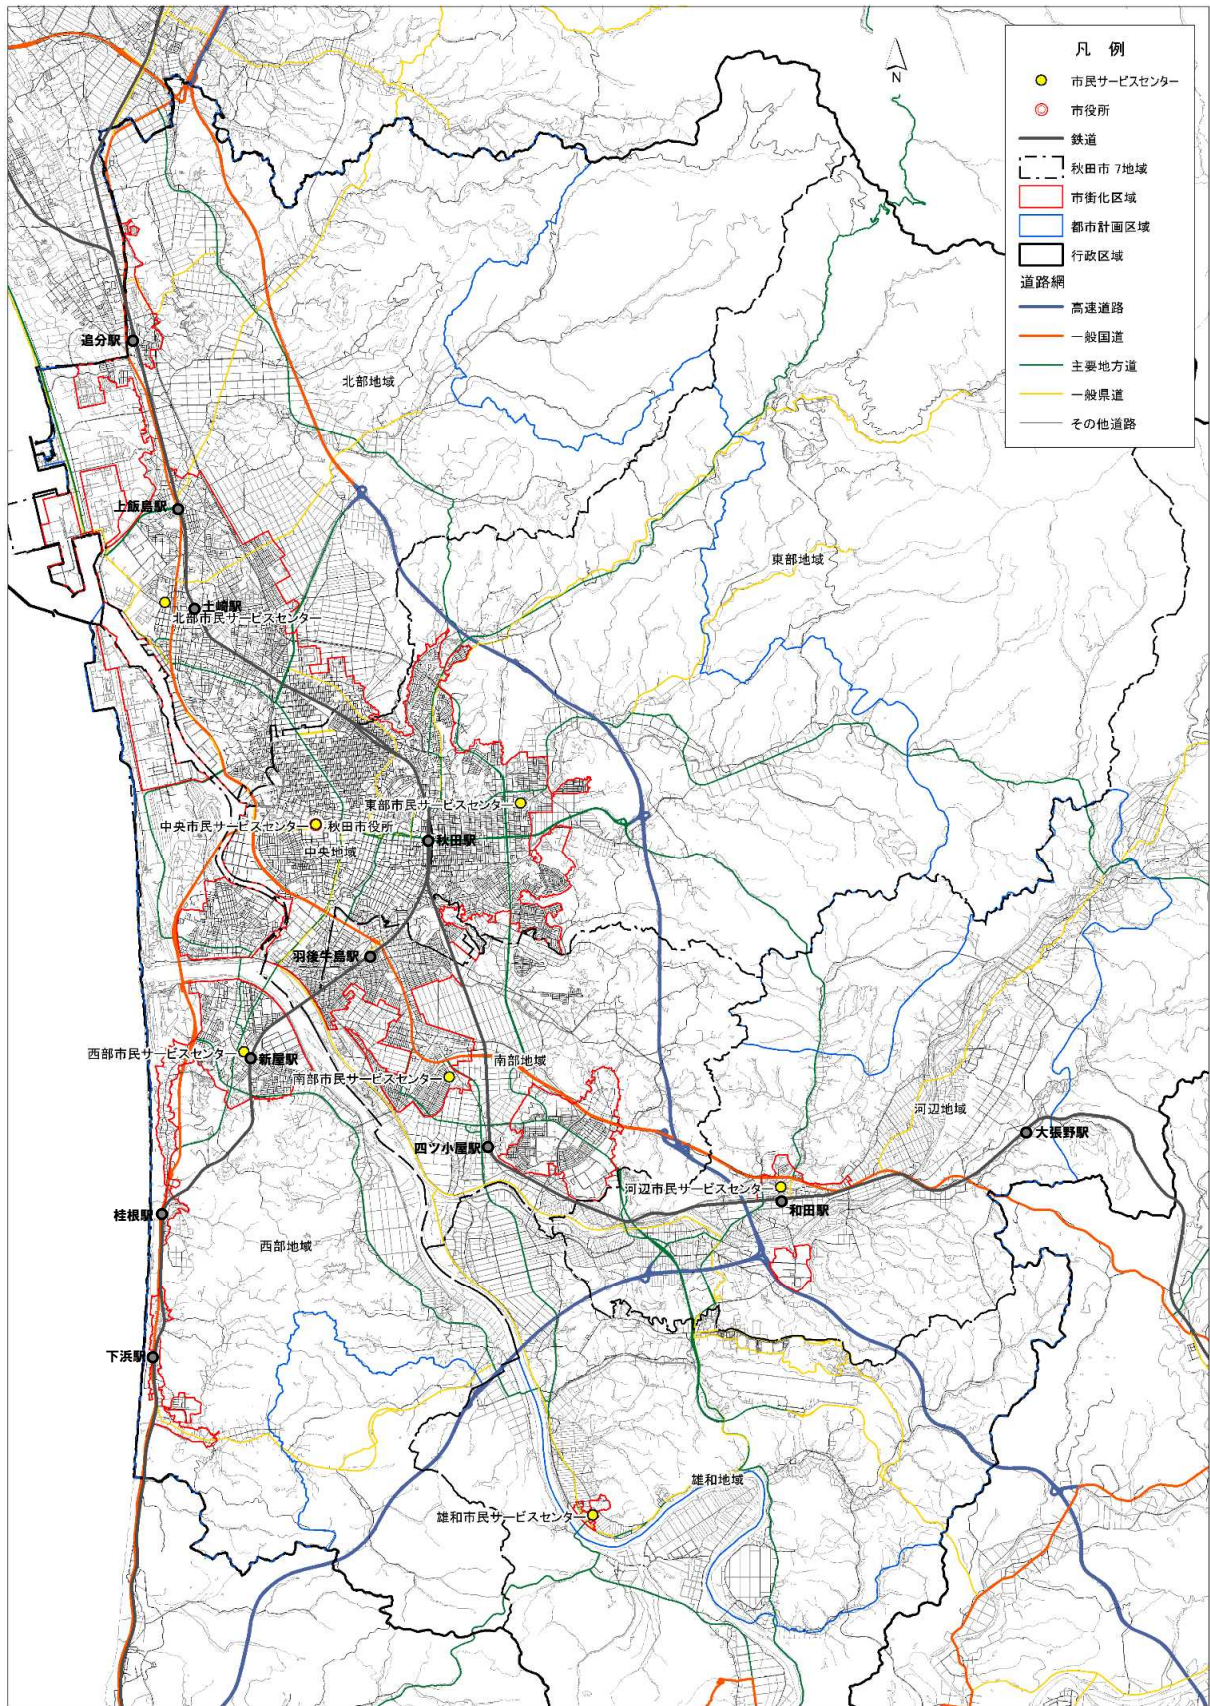 凡 例
市民サービスセンター
市役所
鉄道
秋田市 7地域
市街化区域
都市計画区域
行政区域
道路網
高速道路
一般国道
主要地方道
一般県道
その他道路
N
追分駅
北部地域
上飯島駅
東部地域
土崎駅
北部市民サービスセンター
東部市民サービスセンター
中央市民サービスセンター
秋田市役所
秋田駅
中央地域
羽後牛島駅
西部市民サービスセンター
新屋駅
南部地域
南部市民サービスセンター
河辺地域
大張野駅
四ツ小屋駅
河辺市民サービスセンター
和田駅
桂根駅
西部地域
下浜駅
雄和地域
雄和市民サービスセンター